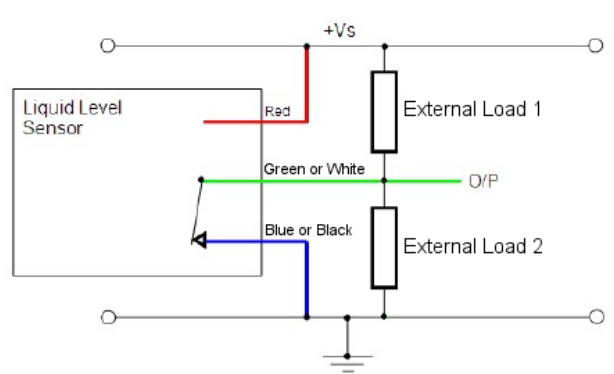 +Vs
Liquid Level
Sensor
Red
External Load 1
Green or White
O/P
Blue or Black
External Load 2